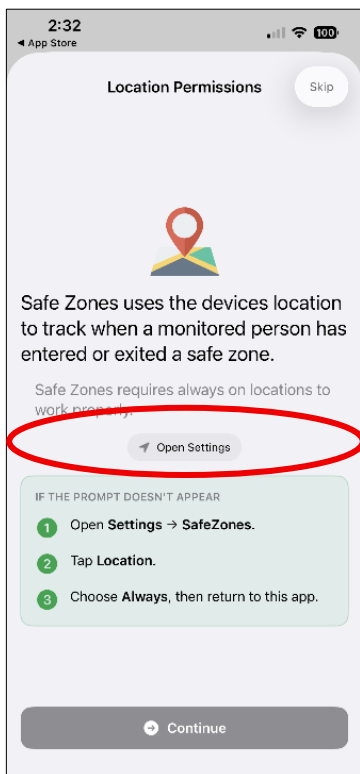 2:32
100
◀ App Store
Location Permissions
Skip
Safe Zones uses the devices location
to track when a monitored person has
entered or exited a safe zone.
Safe Zones requires always on locations to
work properly.
Open Settings
IF THE PROMPT DOESN'T APPEAR
1 Open Settings → SafeZones.
2 Tap Location.
3 Choose Always, then return to this app.
Continue